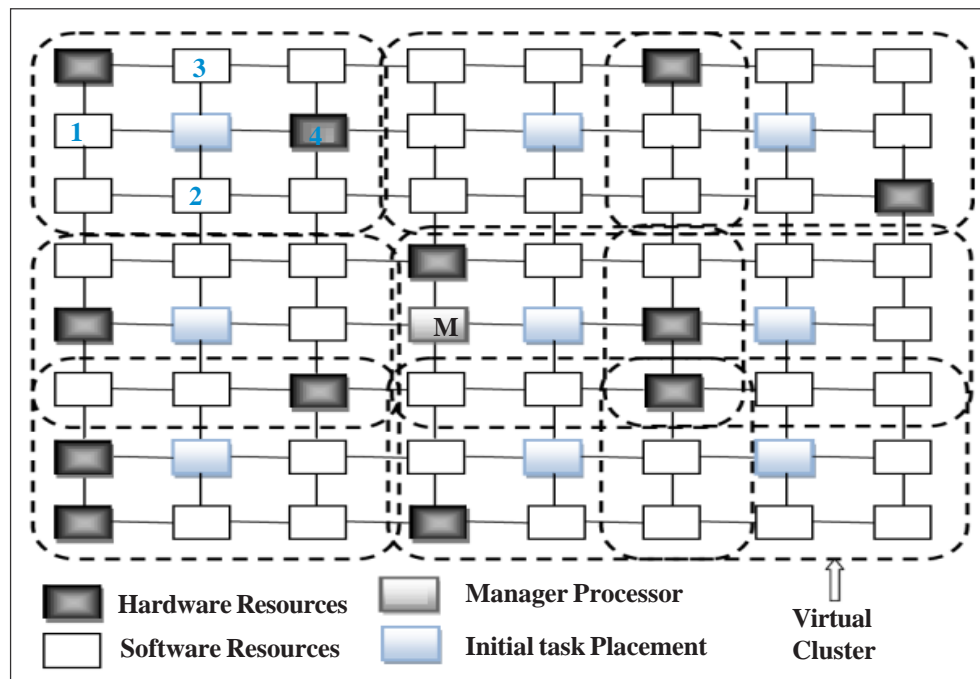 3
1
4
2
M
Hardware Resources
Manager Processor
Software Resources
Initial task Placement
Virtual
Cluster